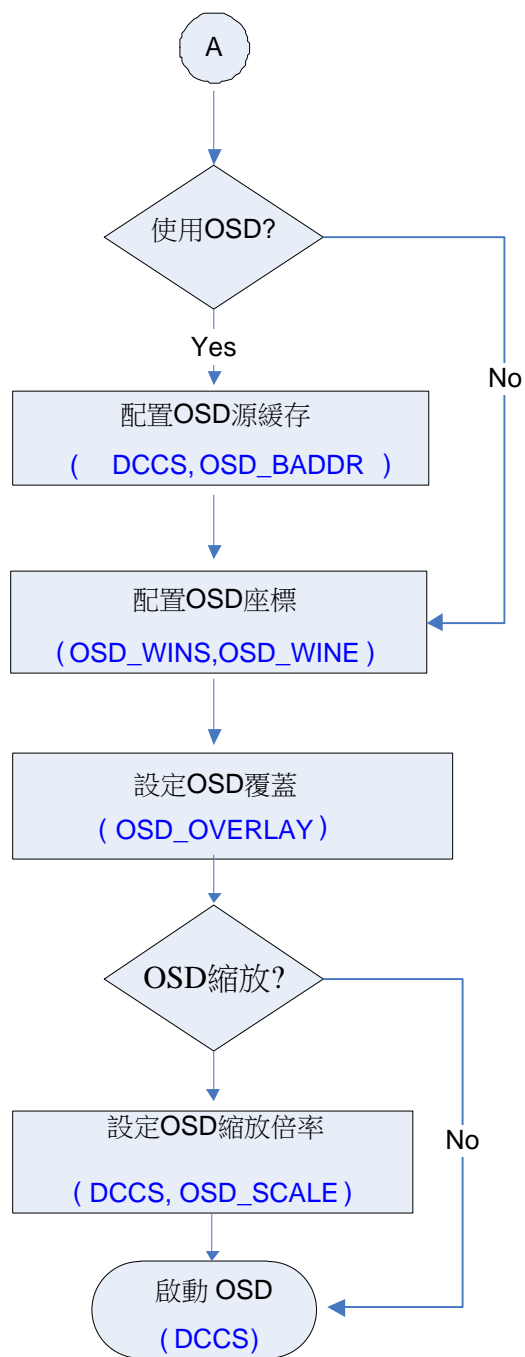 A
使用OSD?
Yes
No
配置OSD源緩存
( DCCS, OSD_BADDR )
配置OSD座標
(OSD_WINS,OSD_WINE )
設定OSD覆蓋
( OSD_OVERLAY )
OSD縮放?
設定OSD縮放倍率
No
( DCCS, OSD_SCALE )
啟動 OSD
( DCCS)